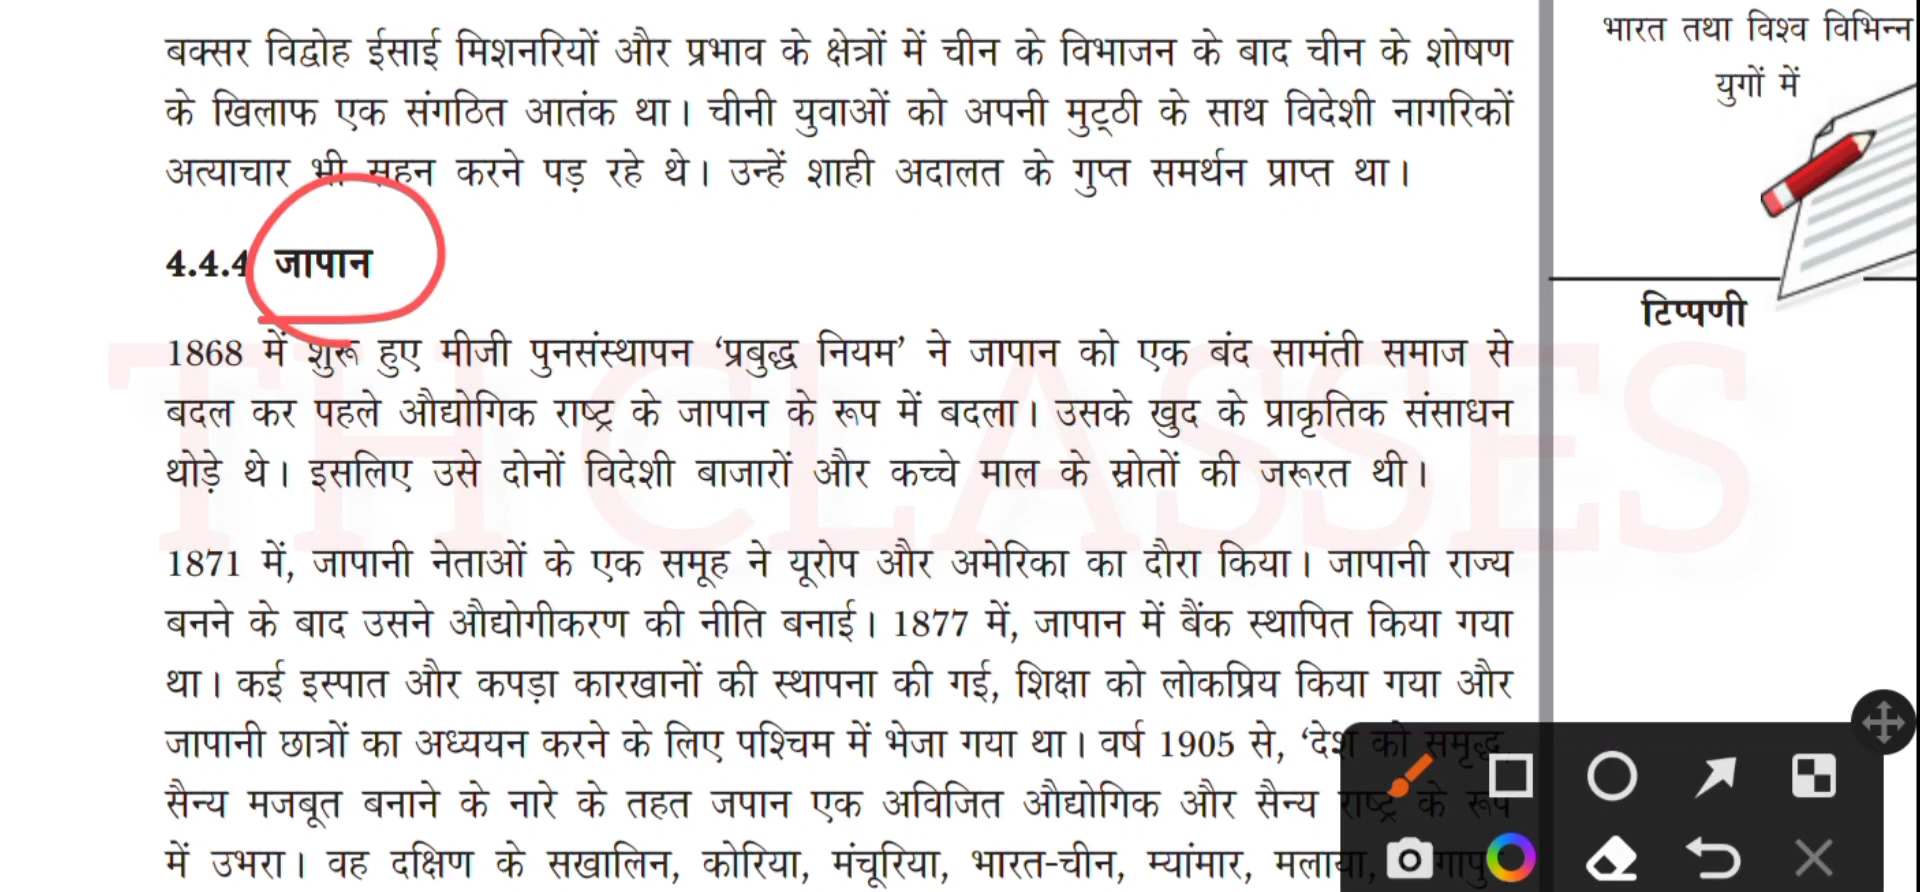 बक्सर विद्वोह ईसाई मिशनरियों और प्रभाव के क्षेत्रों में चीन के विभाजन के बाद चीन के शोषण
के खिलाफ एक संगठित आतंक था। चीनी युवाओं को अपनी मुट्ठी के साथ विदेशी नागरिकों
अत्याचार भी सहन करने पड़ रहे थे। उन्हें शाही अदालत के गुप्त समर्थन प्राप्त था।
4.4.4 जापान
1868 में शुरू हुए मीजी पुनसंस्थापन ‘प्रबुद्ध नियम’ ने जापान को एक बंद सामंती समाज से
बदल कर पहले औद्योगिक राष्ट्र के जापान के रूप में बदला। उसके खुद के प्राकृतिक संसाधन
थोड़े थे। इसलिए उसे दोनों विदेशी बाजारों और कच्चे माल के स्रोतों की जरूरत थी।
1871 में, जापानी नेताओं के एक समूह ने यूरोप और अमेरिका का दौरा किया। जापानी राज्य
बनने के बाद उसने औद्योगीकरण की नीति बनाई। 1877 में, जापान में बैंक स्थापित किया गया
था। कई इस्पात और कपड़ा कारखानों की स्थापना की गई, शिक्षा को लोकप्रिय किया गया और
जापानी छात्रों का अध्ययन करने के लिए पश्चिम में भेजा गया था। वर्ष 1905 से, ‘देश को समृद्ध,
सैन्य मजबूत बनाने के नारे के तहत जपान एक अविजित औद्योगिक और सैन्य राष्ट्र के रूप
में उभरा। वह दक्षिण के सखालिन, कोरिया, मंचूरिया, भारत-चीन, म्यांमार, मलाया,
भारत तथा विश्व विभिन्न
युगों में
टिप्पणी
TH CLASSES